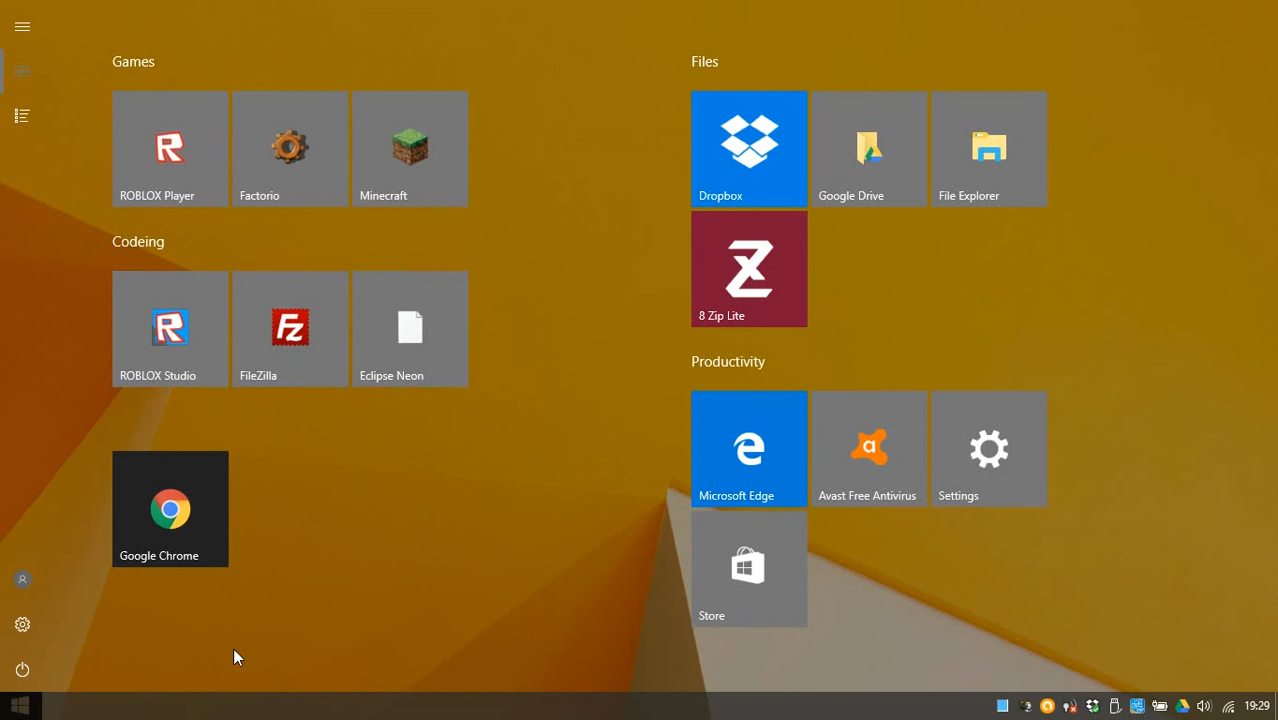 Games
ROBLOX Player
Factorio
Minecraft
Codeing
ROBLOX Studio
FileZilla
Eclipse Neon
Google Chrome
Files
Dropbox
Google Drive
File Explorer
8 Zip Lite
Productivity
Microsoft Edge
Avast Free Antivirus
Settings
Store
19:29